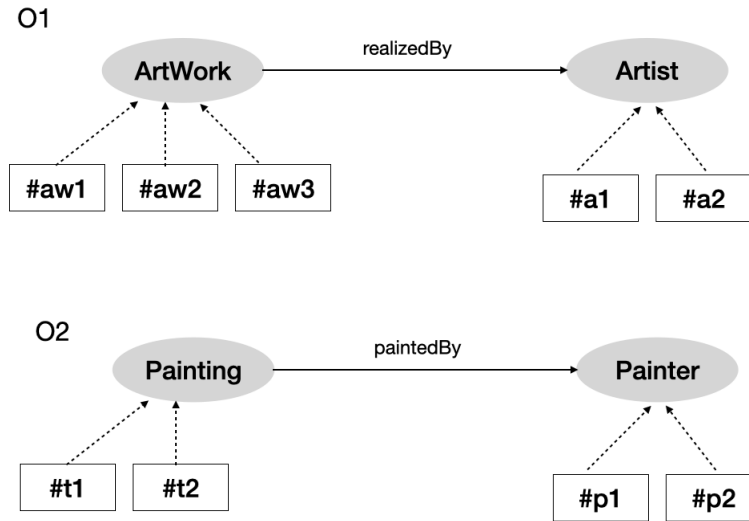 O1
realizedBy
ArtWork Artist
#aw1 #aw2 #aw3 #a1 #a2
O2
paintedBy
Painting Painter
#t1 #t2 #p1 #p2